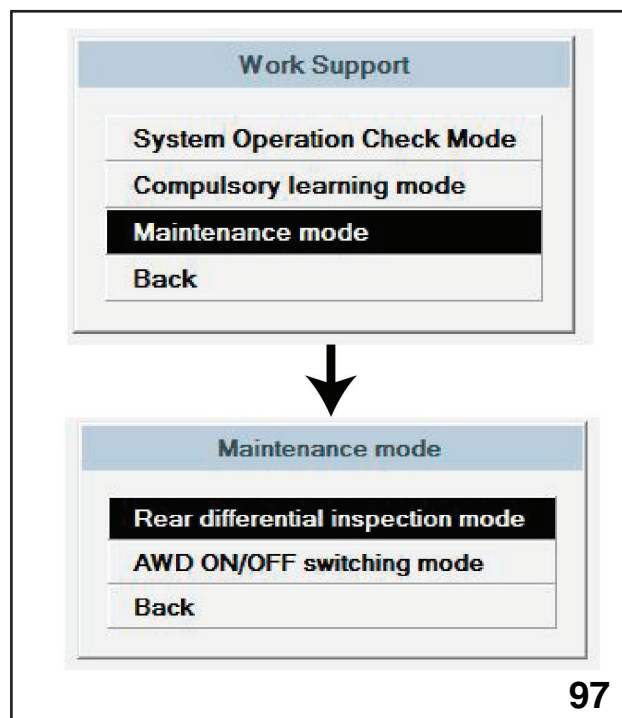 Work Support
System Operation Check Mode
Compulsory learning mode
Maintenance mode
Back
Maintenance mode
Rear differential inspection mode
AWD ON/OFF switching mode
Back
97